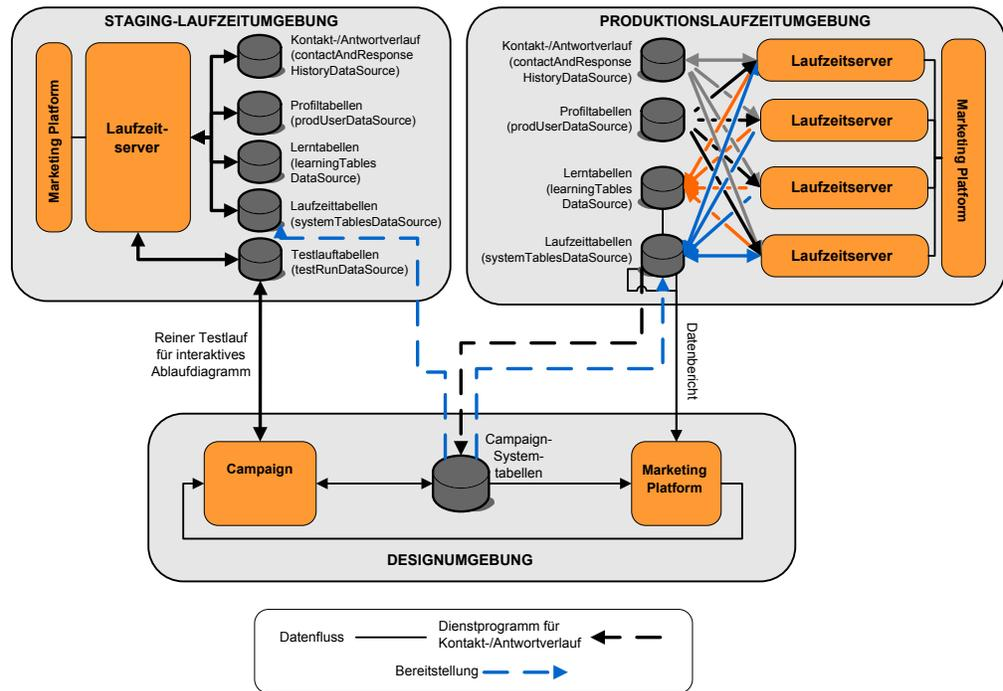 STAGING-LAUFZEITUMGEBUNG
Marketing Platform
Laufzeit-
server
Kontakt-/Antwortverlauf
(contactAndResponse
HistoryDataSource)
Profiltabellen
(prodUserDataSource)
Lerntabellen
(learningTables
DataSource)
Laufzeittabellen
(systemTablesDataSource)
Testlauftabellen
(testRunDataSource)
PRODUKTIONSLAUFZEITUMGEBUNG
Kontakt-/Antwortverlauf
(contactAndResponse
HistoryDataSource)
Profiltabellen
(prodUserDataSource)
Lerntabellen
(learningTables
DataSource)
Laufzeittabellen
(systemTablesDataSource)
Laufzeitserver
Laufzeitserver
Laufzeitserver
Laufzeitserver
Marketing Platform
Reiner Testlauf
für interaktives
Ablaufdiagramm
Datenbericht
Campaign
Campaign-
System-
tabellen
Marketing
Platform
DESIGNUMGEBUNG
Datenfluss
Dienstprogramm für
Kontakt-/Antwortverlauf
Bereitstellung